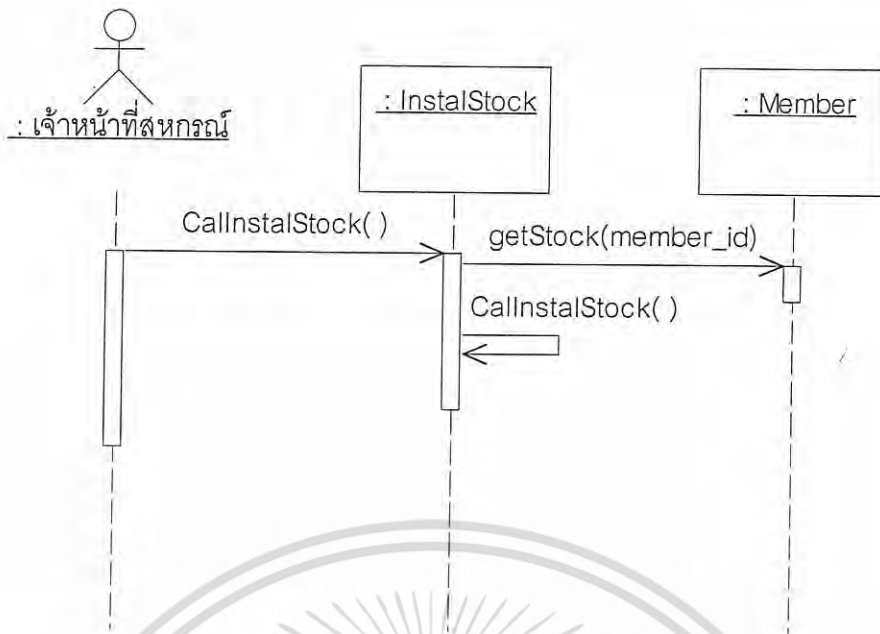 : เจ้าหน้าที่สหกรณ์
: InstalStock
: Member
CallInstalStock( )
getStock(member_id)
CallInstalStock( )